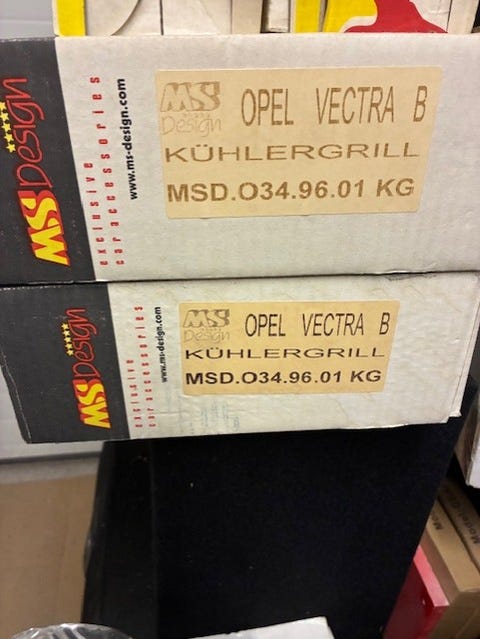 MS Design
exclusive
car accessories
www.ms-design.com
MS
Design
OPEL VECTRA B
KÜHLERGRILL
MSD.O34.96.01 KG
MS Design
exclusive
car accessories
www.ms-design.com
MS
Design
OPEL VECTRA B
KÜHLERGRILL
MSD.O34.96.01 KG